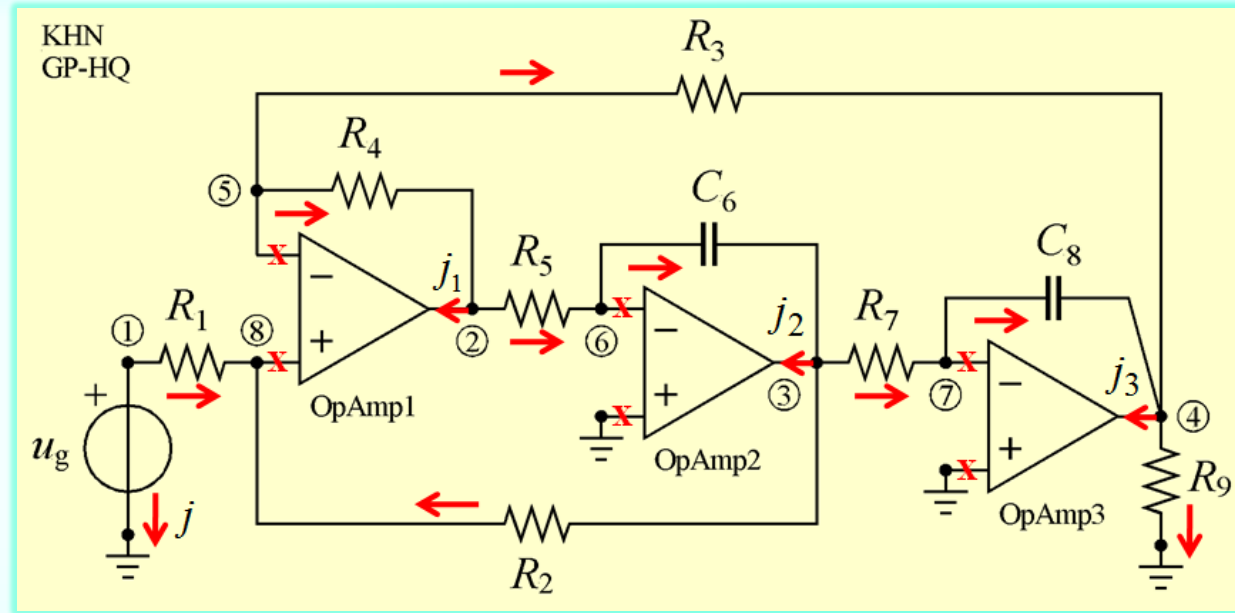 KHN
GP-HQ
R3
R4
⑤
C6
x
−
j1
R5
C8
①
R1
⑧
x
+
②
⑥
x
−
j2
R7
OpAmp1
③
⑦
x
−
j3
④
+
ug
x
+
OpAmp2
x
+
R9
j
OpAmp3
R2